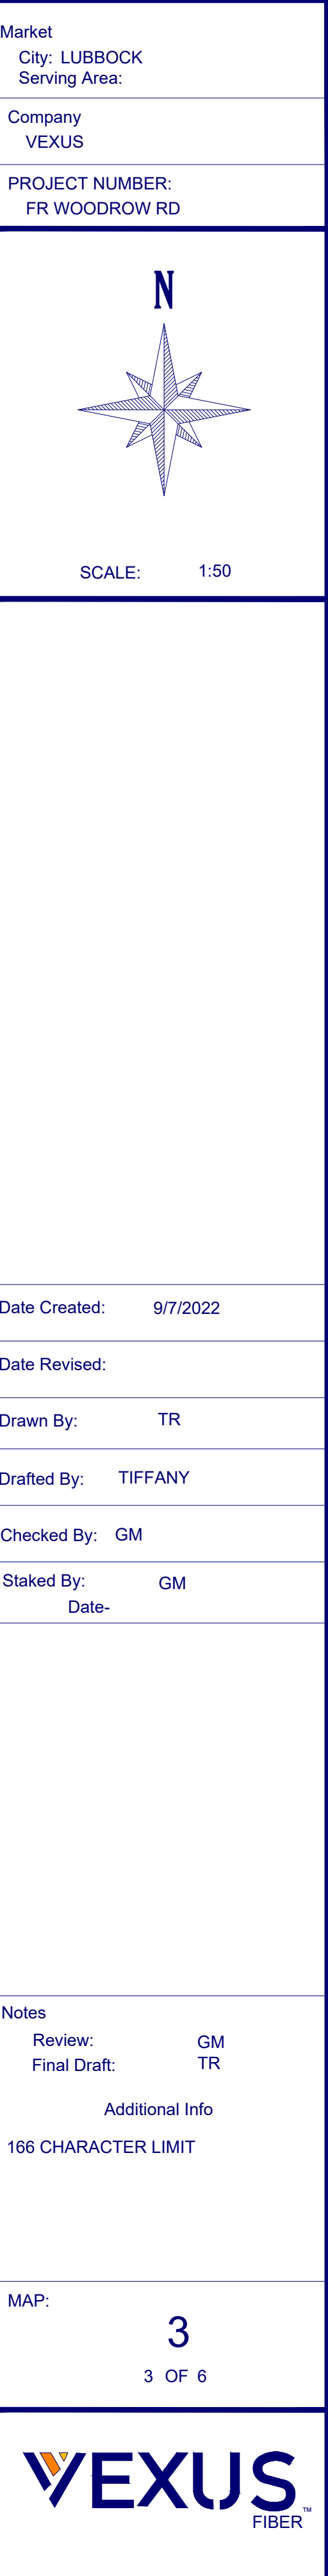 Market
City: LUBBOCK
Serving Area:
Company
VEXUS
PROJECT NUMBER:
FR WOODROW RD
N
SCALE: 1:50
Date Created: 9/7/2022
Date Revised:
Drawn By: TR
Drafted By: TIFFANY
Checked By: GM
Staked By: GM
Date-
Notes
Review: GM
Final Draft: TR
Additional Info
166 CHARACTER LIMIT
MAP:
3
3 OF 6
VEXUS™
FIBER